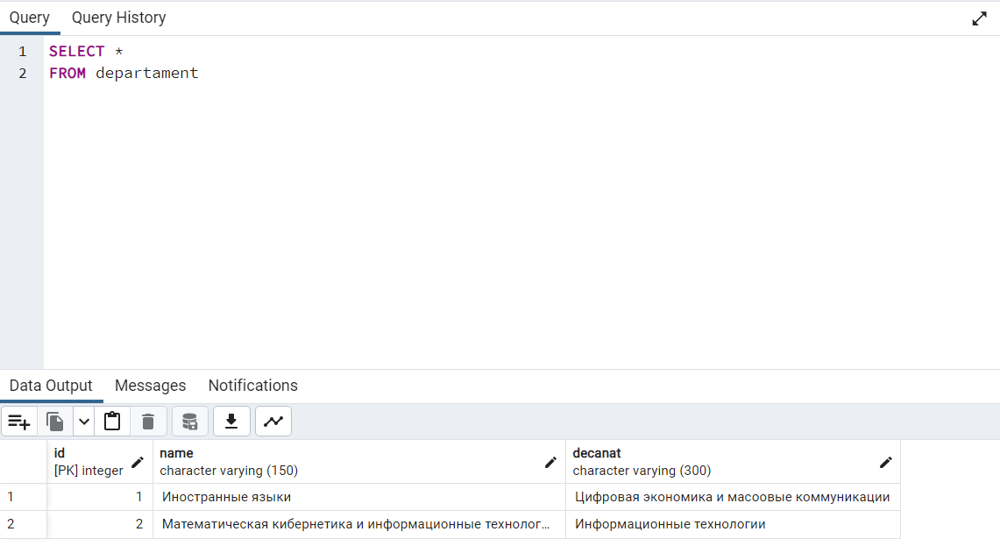 Query Query History
1 SELECT *
2 FROM departament
Data Output Messages Notifications
id name decanat
[PK] integer character varying (150) character varying (300)
1 1 Иностранные языки Цифровая экономика и масоовые коммуникации
2 2 Математическая кибернетика и информационные технолог... Информационные технологии